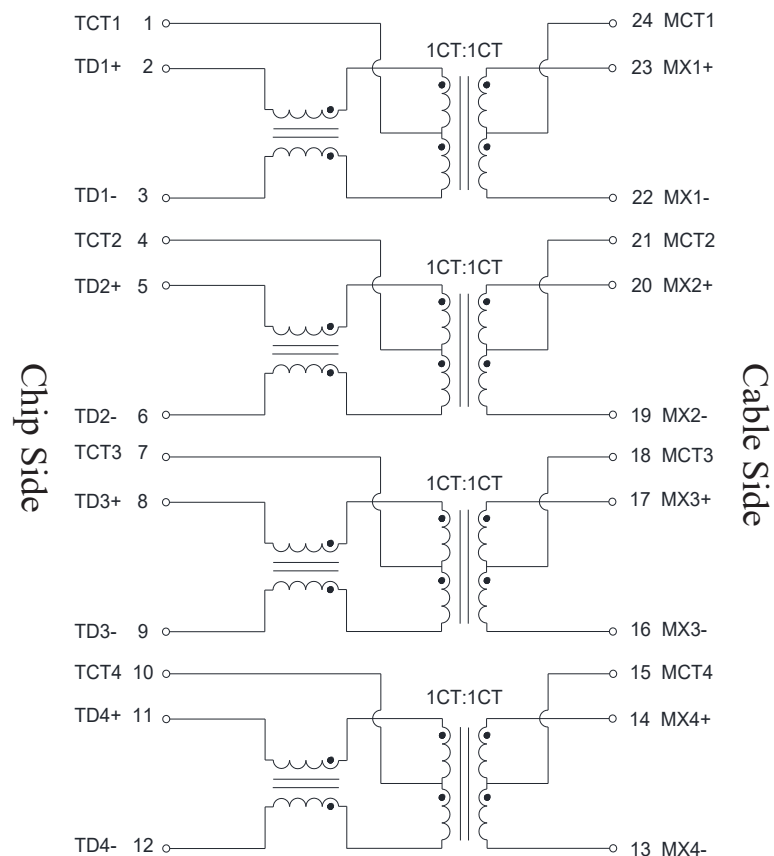 TCT1 1
24 MCT1
1CT:1CT
TD1+ 2
23 MX1+
TD1- 3
22 MX1-
TCT2 4
21 MCT2
1CT:1CT
TD2+ 5
20 MX2+
TD2- 6
19 MX2-
Chip Side
Cable Side
TCT3 7
18 MCT3
1CT:1CT
TD3+ 8
17 MX3+
TD3- 9
16 MX3-
TCT4 10
15 MCT4
1CT:1CT
TD4+ 11
14 MX4+
TD4- 12
13 MX4-